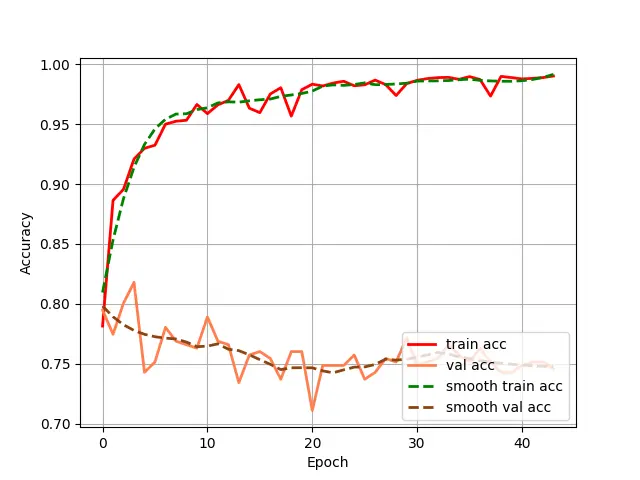 1.00
0.95
0.90
0.85
0.80
0.75
0.70
Accuracy
0
10
20
30
40
Epoch
train acc
val acc
smooth train acc
smooth val acc